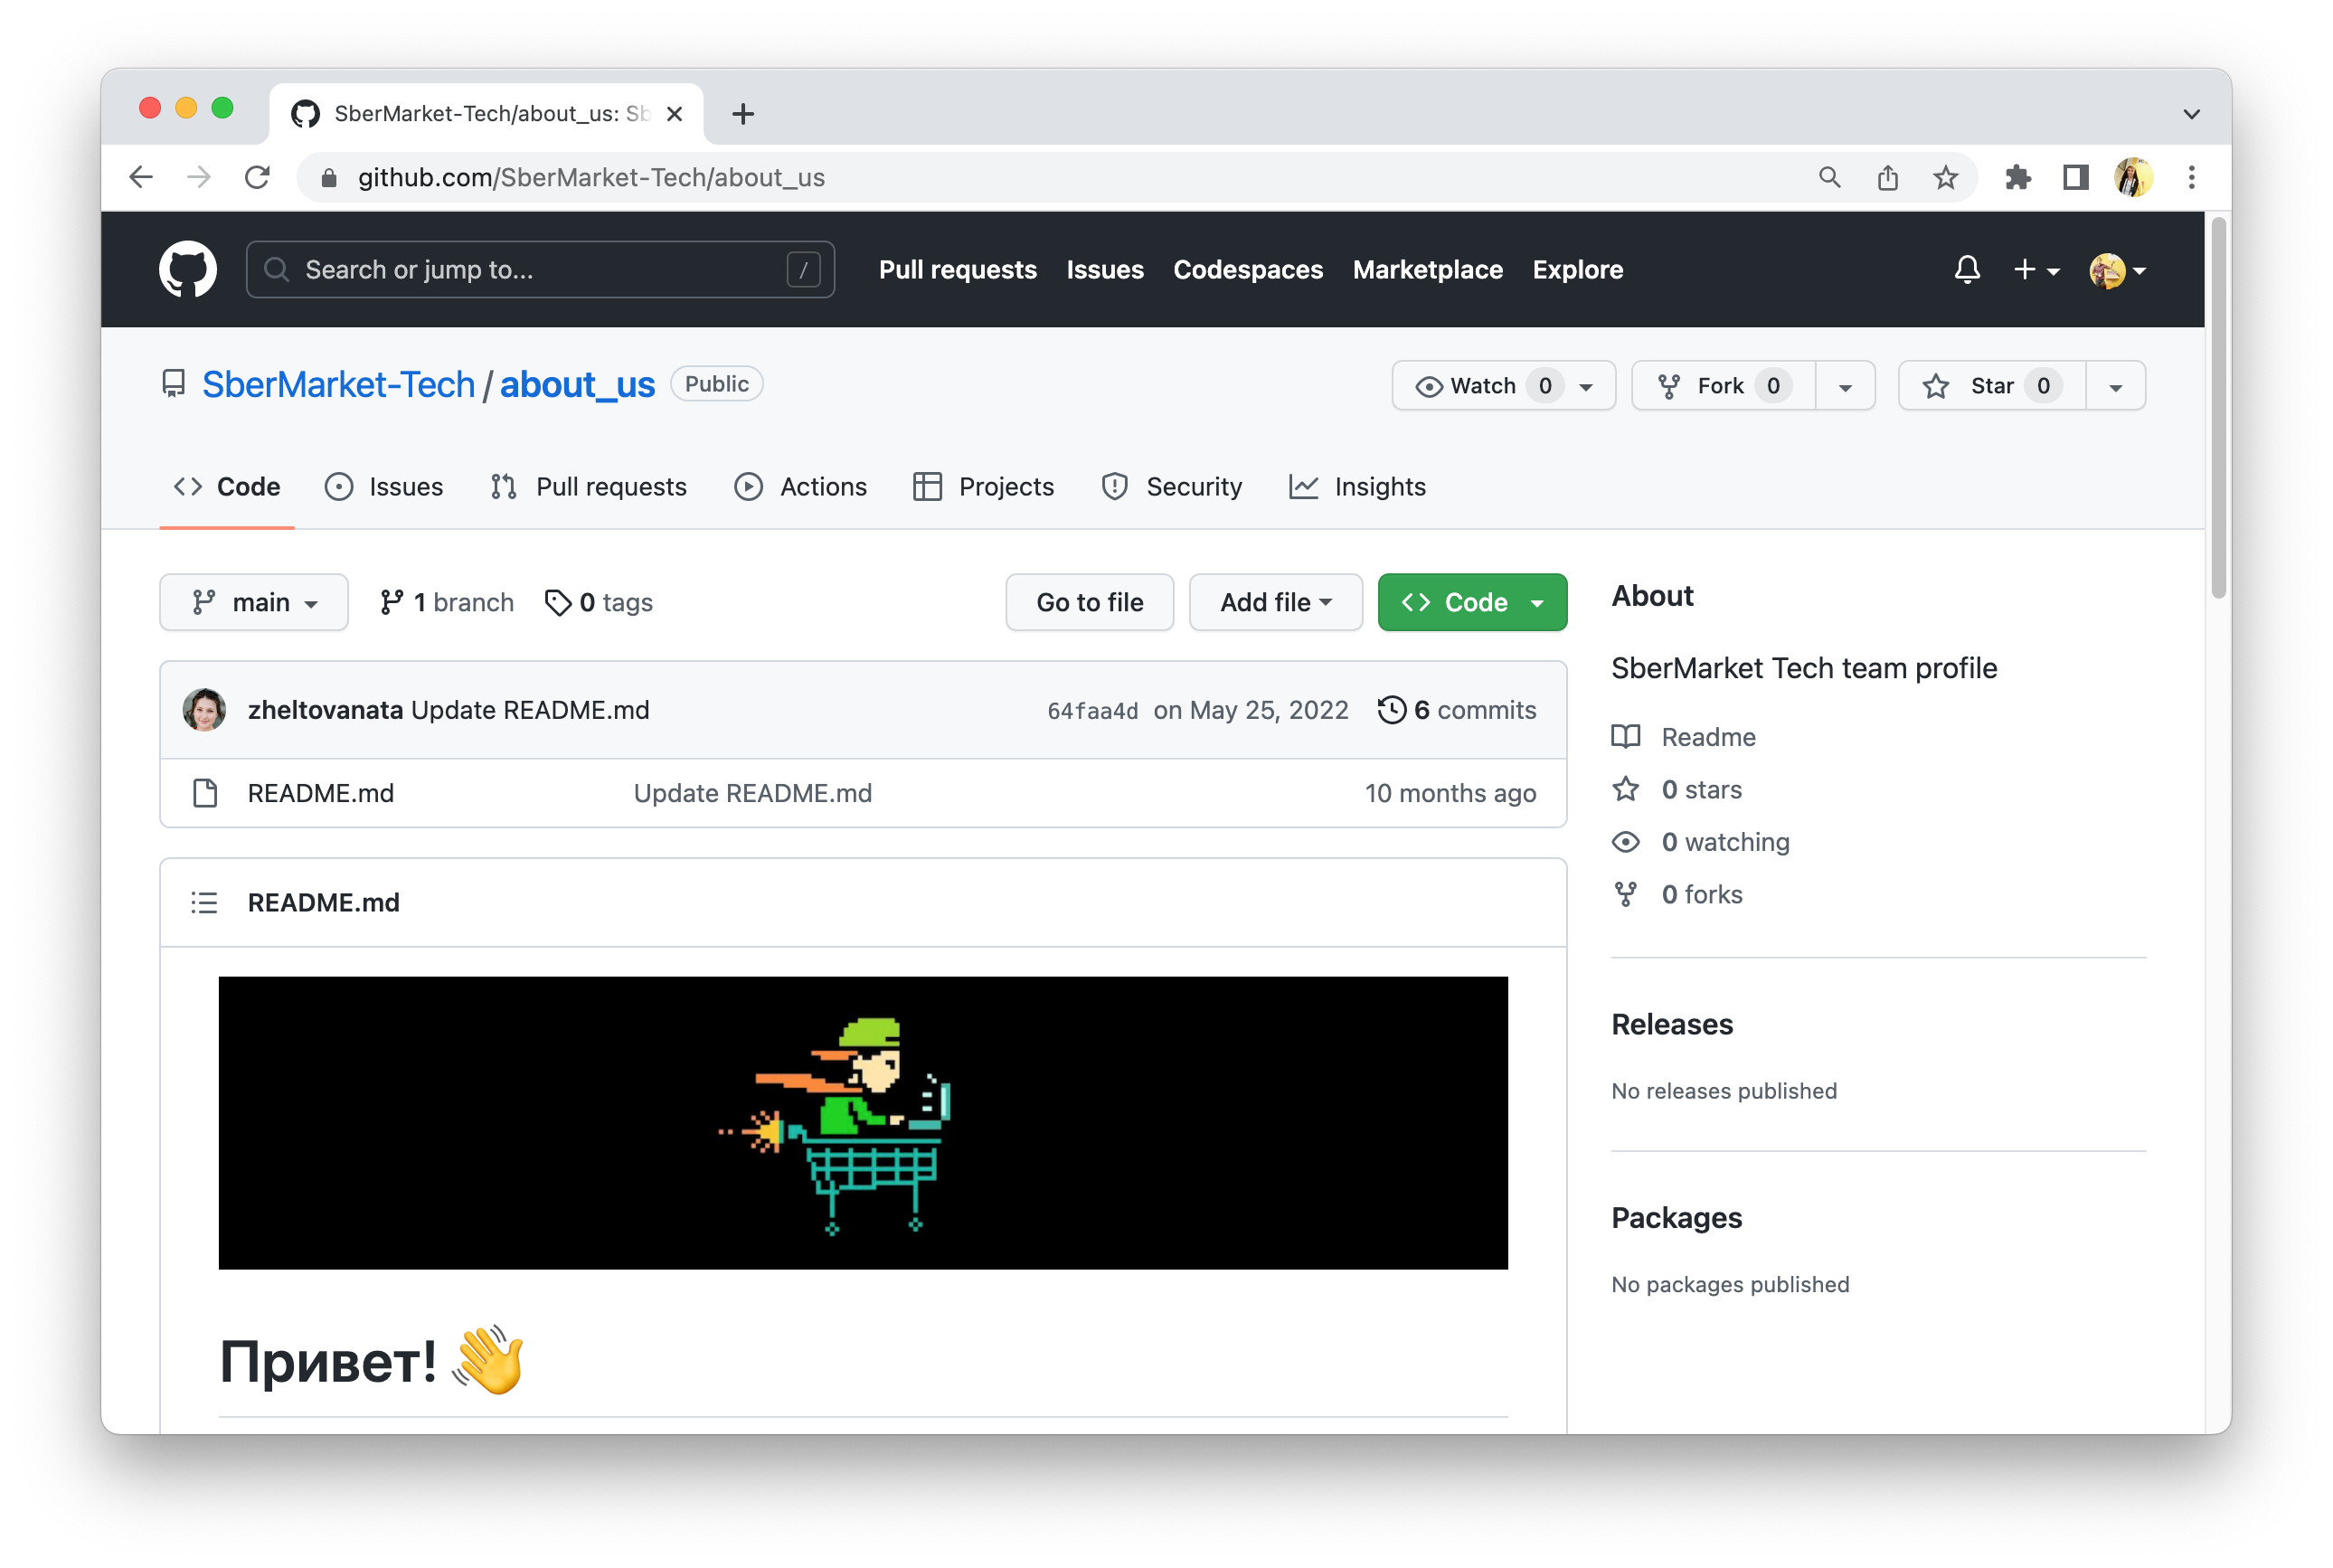 SberMarket-Tech/about_us: Sb
github.com/SberMarket-Tech/about_us
Search or jump to... /
Pull requests Issues Codespaces Marketplace Explore
SberMarket-Tech / about_us Public
Watch 0 Fork 0 Star 0
Code Issues Pull requests Actions Projects Security Insights
main 1 branch 0 tags Go to file Add file Code
zheltovanata Update README.md 64faa4d on May 25, 2022 6 commits
README.md Update README.md 10 months ago
README.md
Привет! 👋
About
SberMarket Tech team profile
Readme
0 stars
0 watching
0 forks
Releases
No releases published
Packages
No packages published